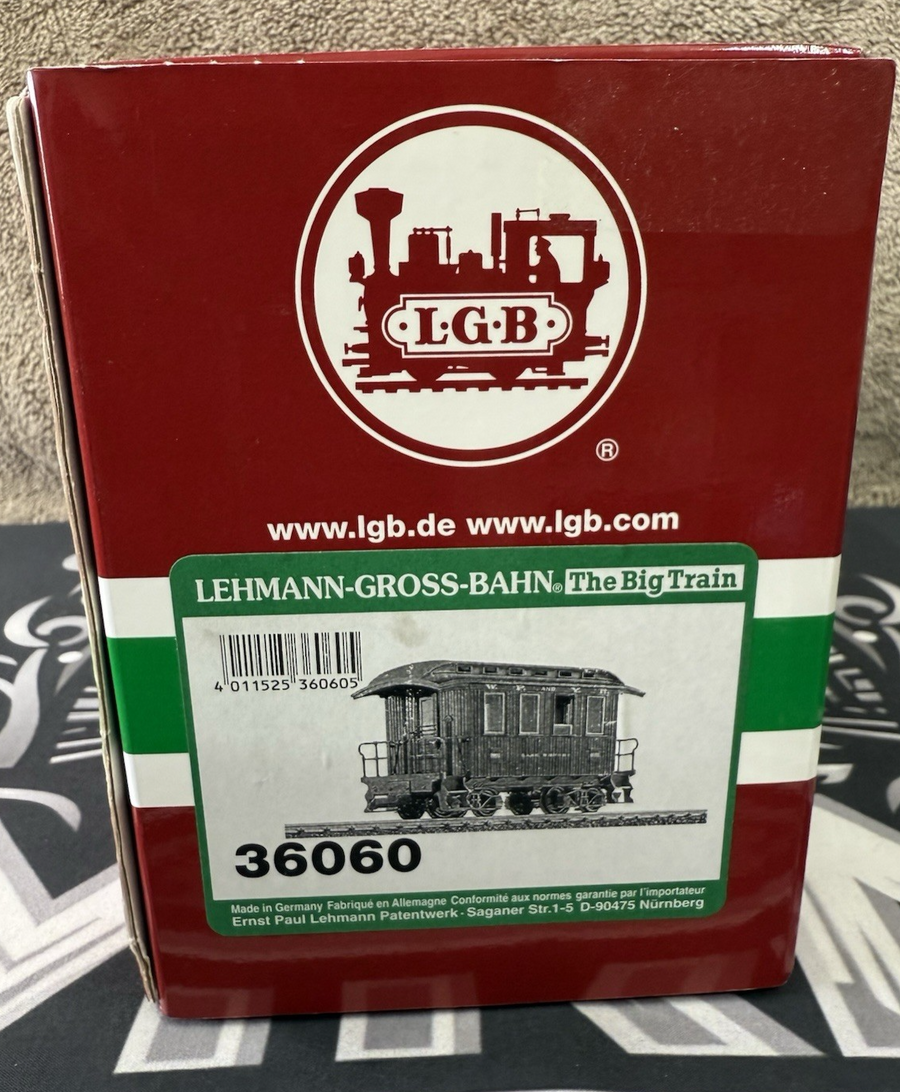 L·G·B
®
www.lgb.de www.lgb.com
LEHMANN-GROSS-BAHN® The Big Train
4 011525 360605
36060
Made in Germany Fabriqué en Allemagne Conformité aux normes garantie par l'importateur
Ernst Paul Lehmann Patentwerk · Saganer Str.1-5 D-90475 Nürnberg